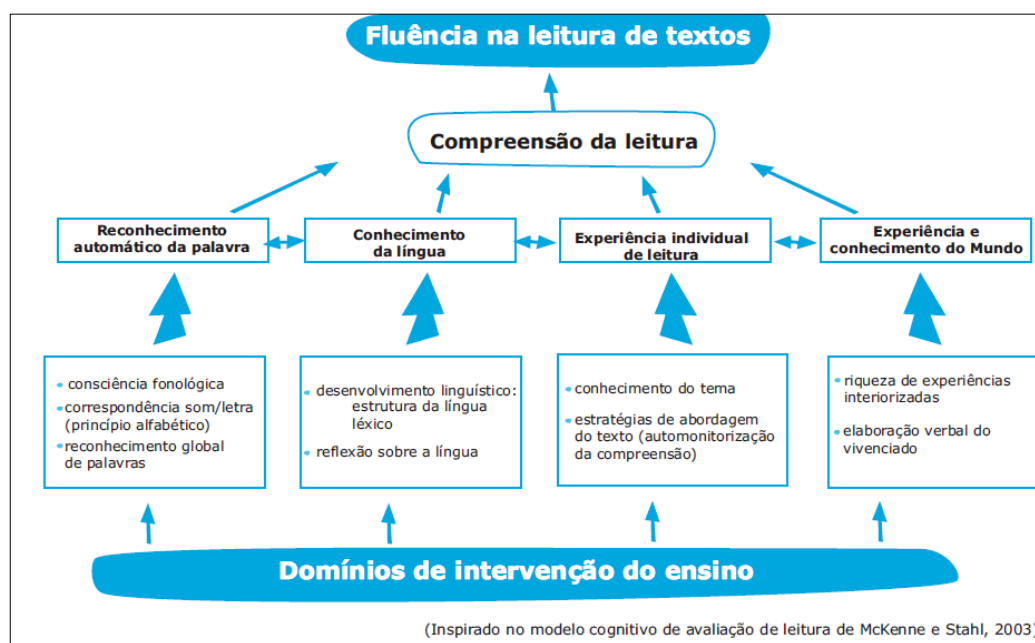 Fluência na leitura de textos
Compreensão da leitura
Reconhecimento
automático da palavra
Conhecimento
da língua
Experiência individual
de leitura
Experiência e
conhecimento do Mundo
consciência fonológica
correspondência som/letra
(princípio alfabético)
reconhecimento global
de palavras
desenvolvimento linguístico:
estrutura da língua
léxico
reflexão sobre a língua
conhecimento do tema
estratégias de abordagem
do texto (automonitorização
da compreensão)
riqueza de experiências
interiorizadas
elaboração verbal do
vivenciado
Domínios de intervenção do ensino
(Inspirado no modelo cognitivo de avaliação de leitura de McKenne e Stahl, 2003)